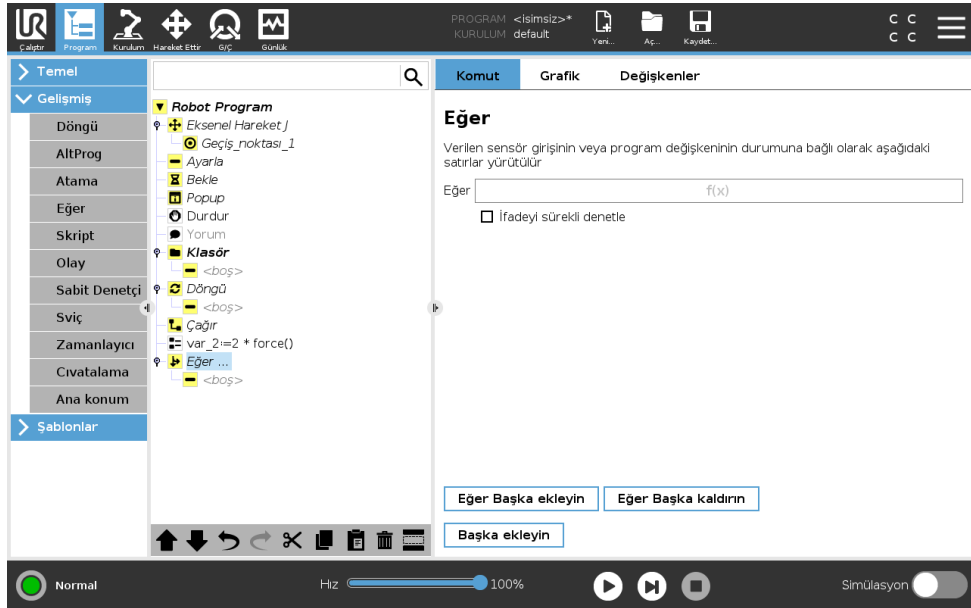 PROGRAM <isimsiz>*
KURULUM default
C C
C C
Çalıştır Program Kurulum Hareket Ettir G/Ç Günlük Yeni... Aç... Kaydet...
Temel
Gelişmiş
Döngü
AltProg
Atama
Eğer
Skript
Olay
Sabit Denetçi
Sviç
Zamanlayıcı
Cıvatalama
Ana konum
Şablonlar
Robot Program
Eksenel Hareket J
Geçiş_noktası_1
Ayarla
Bekle
Popup
Durdur
Yorum
Klasör
<boş>
Döngü
<boş>
Çağır
var_2:=2 * force()
Eğer ...
<boş>
Komut Grafik Değişkenler
Eğer
Verilen sensör girişinin veya program değişkeninin durumuna bağlı olarak aşağıdaki
satırlar yürütülür
Eğer f(x)
İfadeyi sürekli denetle
Eğer Başka ekleyin Eğer Başka kaldırın
Başka ekleyin
Normal Hız 100% Simülasyon